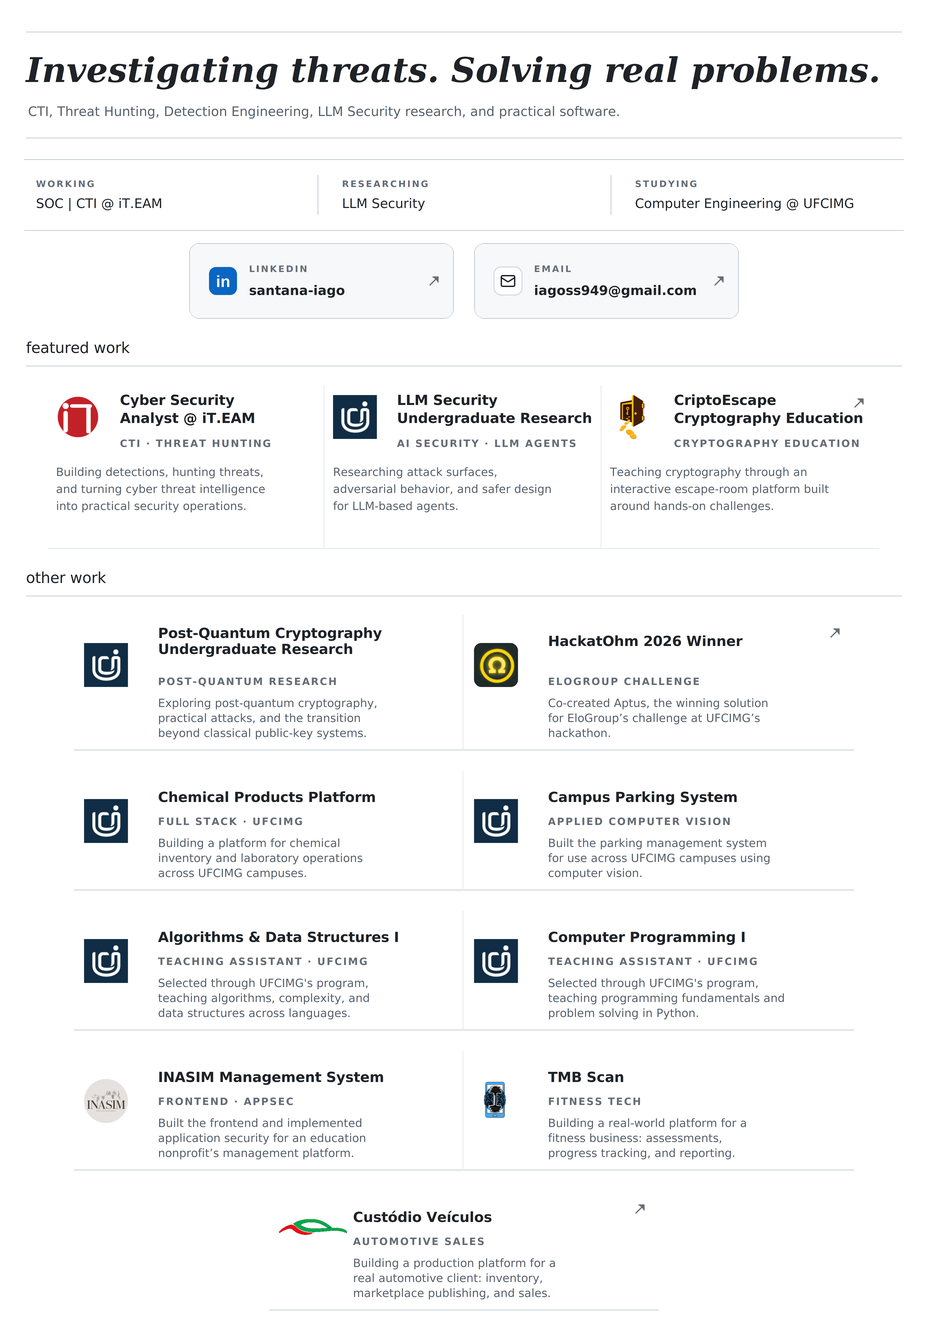 Investigating threats. Solving real problems.
CTI, Threat Hunting, Detection Engineering, LLM Security research, and practical software.
WORKING
SOC | CTI @ iT.EAM
RESEARCHING
LLM Security
STUDYING
Computer Engineering @ UFCIMG
in
LINKEDIN
santana-iago
EMAIL
iagoss949@gmail.com
featured work
iT
Cyber Security
Analyst @ iT.EAM
CTI · THREAT HUNTING
Building detections, hunting threats,
and turning cyber threat intelligence
into practical security operations.
LLM Security
Undergraduate Research
AI SECURITY · LLM AGENTS
Researching attack surfaces,
adversarial behavior, and safer design
for LLM-based agents.
CriptoEscape
Cryptography Education
CRYPTOGRAPHY EDUCATION
Teaching cryptography through an
interactive escape-room platform built
around hands-on challenges.
other work
Post-Quantum Cryptography
Undergraduate Research
POST-QUANTUM RESEARCH
Exploring post-quantum cryptography,
practical attacks, and the transition
beyond classical public-key systems.
Ω
HackatOhm 2026 Winner
ELOGROUP CHALLENGE
Co-created Aptus, the winning solution
for EloGroup’s challenge at UFCIMG’s
hackathon.
Chemical Products Platform
FULL STACK · UFCIMG
Building a platform for chemical
inventory and laboratory operations
across UFCIMG campuses.
Campus Parking System
APPLIED COMPUTER VISION
Built the parking management system
for use across UFCIMG campuses using
computer vision.
Algorithms & Data Structures I
TEACHING ASSISTANT · UFCIMG
Selected through UFCIMG's program,
teaching algorithms, complexity, and
data structures across languages.
Computer Programming I
TEACHING ASSISTANT · UFCIMG
Selected through UFCIMG's program,
teaching programming fundamentals and
problem solving in Python.
INASIM
INASIM Management System
FRONTEND · APPSEC
Built the frontend and implemented
application security for an education
nonprofit’s management platform.
TMB Scan
FITNESS TECH
Building a real-world platform for a
fitness business: assessments,
progress tracking, and reporting.
Custódio Veículos
AUTOMOTIVE SALES
Building a production platform for a
real automotive client: inventory,
marketplace publishing, and sales.